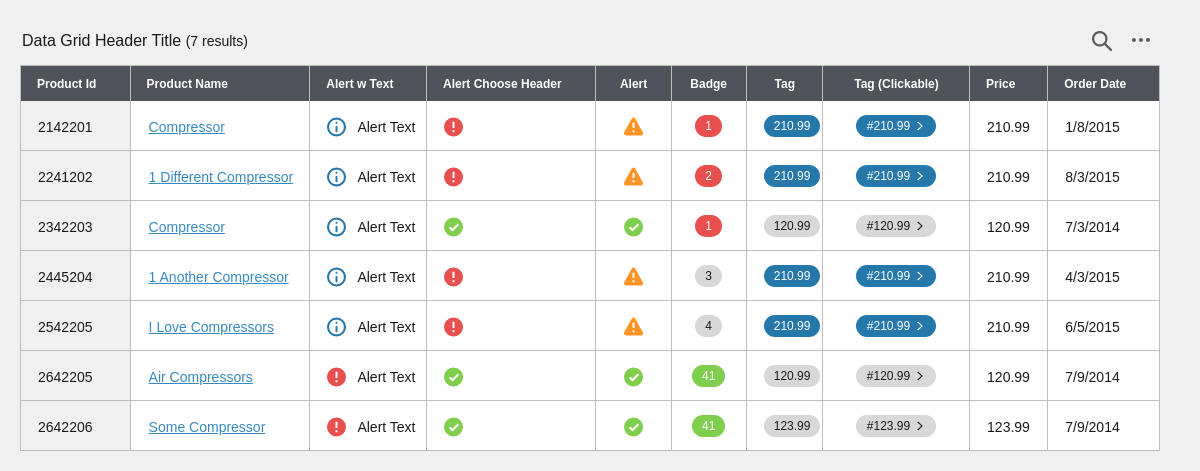 Data Grid Header Title (7 results)
Product Id Product Name Alert w Text Alert Choose Header Alert Badge Tag Tag (Clickable) Price Order Date
2142201 Compressor Alert Text 1 210.99 #210.99 210.99 1/8/2015
2241202 1 Different Compressor Alert Text 2 210.99 #210.99 210.99 8/3/2015
2342203 Compressor Alert Text 1 120.99 #120.99 120.99 7/3/2014
2445204 1 Another Compressor Alert Text 3 210.99 #210.99 210.99 4/3/2015
2542205 I Love Compressors Alert Text 4 210.99 #210.99 210.99 6/5/2015
2642205 Air Compressors Alert Text 41 120.99 #120.99 120.99 7/9/2014
2642206 Some Compressor Alert Text 41 123.99 #123.99 123.99 7/9/2014